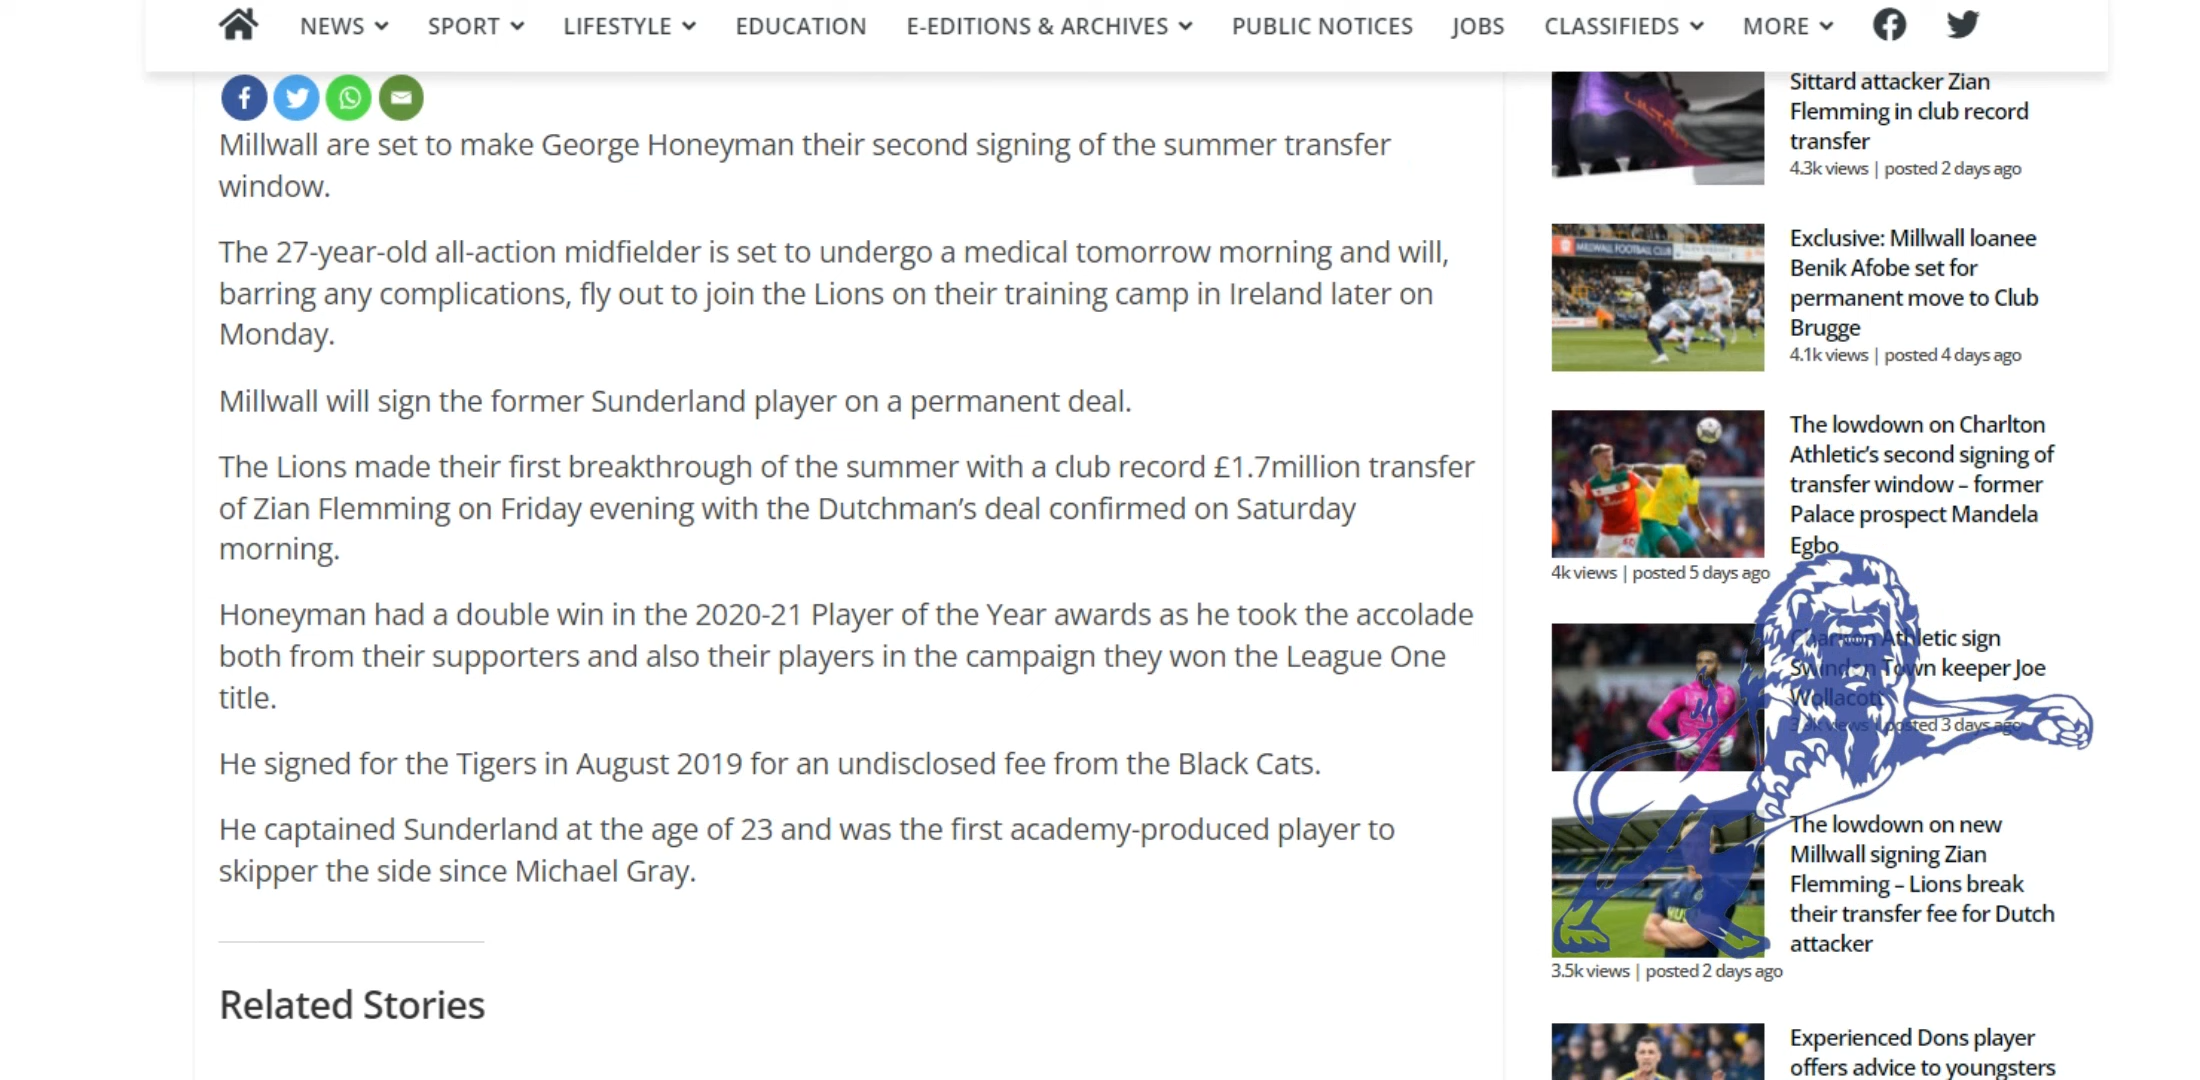 NEWS SPORT LIFESTYLE EDUCATION E-EDITIONS & ARCHIVES PUBLIC NOTICES JOBS CLASSIFIEDS MORE
Millwall are set to make George Honeyman their second signing of the summer transfer
window.
The 27-year-old all-action midfielder is set to undergo a medical tomorrow morning and will,
barring any complications, fly out to join the Lions on their training camp in Ireland later on
Monday.
Millwall will sign the former Sunderland player on a permanent deal.
The Lions made their first breakthrough of the summer with a club record £1.7million transfer
of Zian Flemming on Friday evening with the Dutchman’s deal confirmed on Saturday
morning.
Honeyman had a double win in the 2020-21 Player of the Year awards as he took the accolade
both from their supporters and also their players in the campaign they won the League One
title.
He signed for the Tigers in August 2019 for an undisclosed fee from the Black Cats.
He captained Sunderland at the age of 23 and was the first academy-produced player to
skipper the side since Michael Gray.
Related Stories
Sittard attacker Zian
Flemming in club record
transfer
4.3k views | posted 2 days ago
MILLWALL FOOTBALL CLUB
Exclusive: Millwall loanee
Benik Afobe set for
permanent move to Club
Brugge
4.1k views | posted 4 days ago
The lowdown on Charlton
Athletic’s second signing of
transfer window – former
Palace prospect Mandela
Egbo
4k views | posted 5 days ago
Charlton Athletic sign
Swindon Town keeper Joe
Wollacott
views | posted 3 days ago
The lowdown on new
Millwall signing Zian
Flemming – Lions break
their transfer fee for Dutch
attacker
3.5k views | posted 2 days ago
Experienced Dons player
offers advice to youngsters